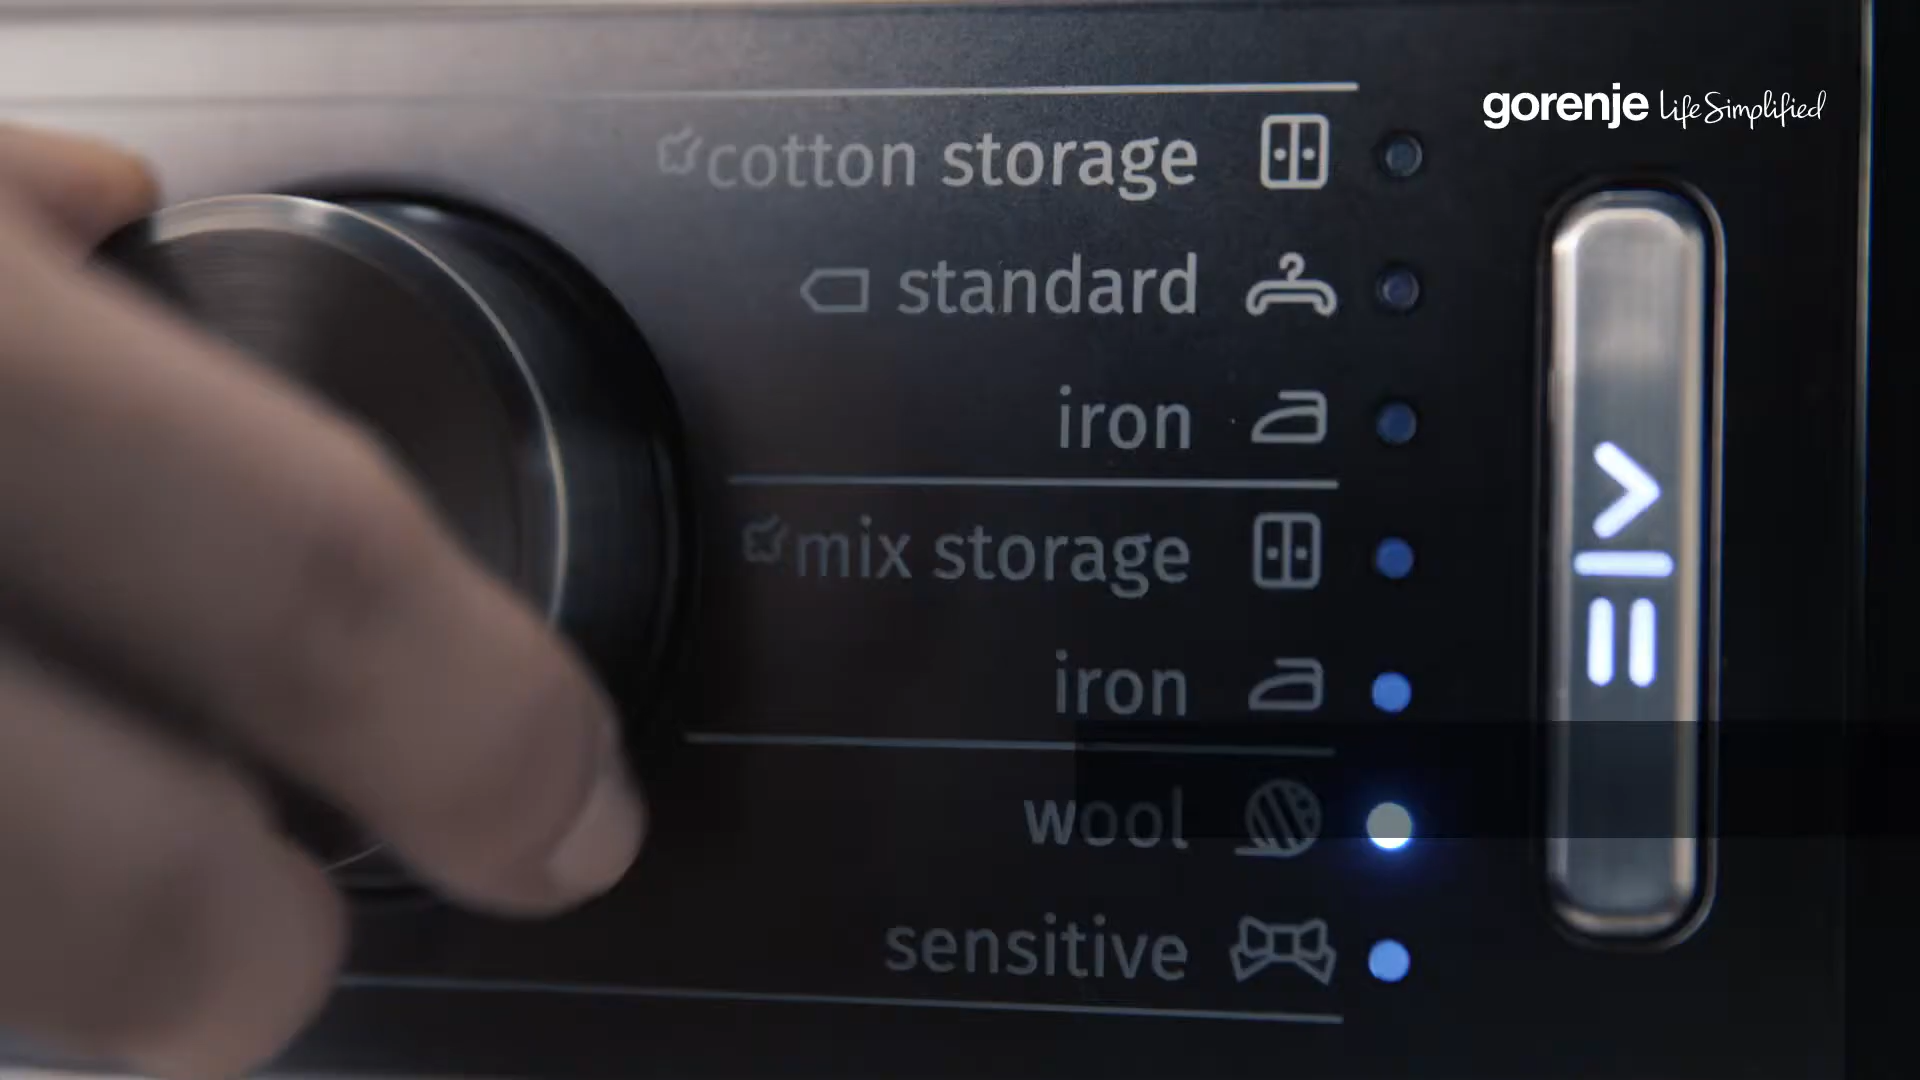 gorenje Life Simplified
cotton storage
standard
iron
mix storage
iron
wool
sensitive